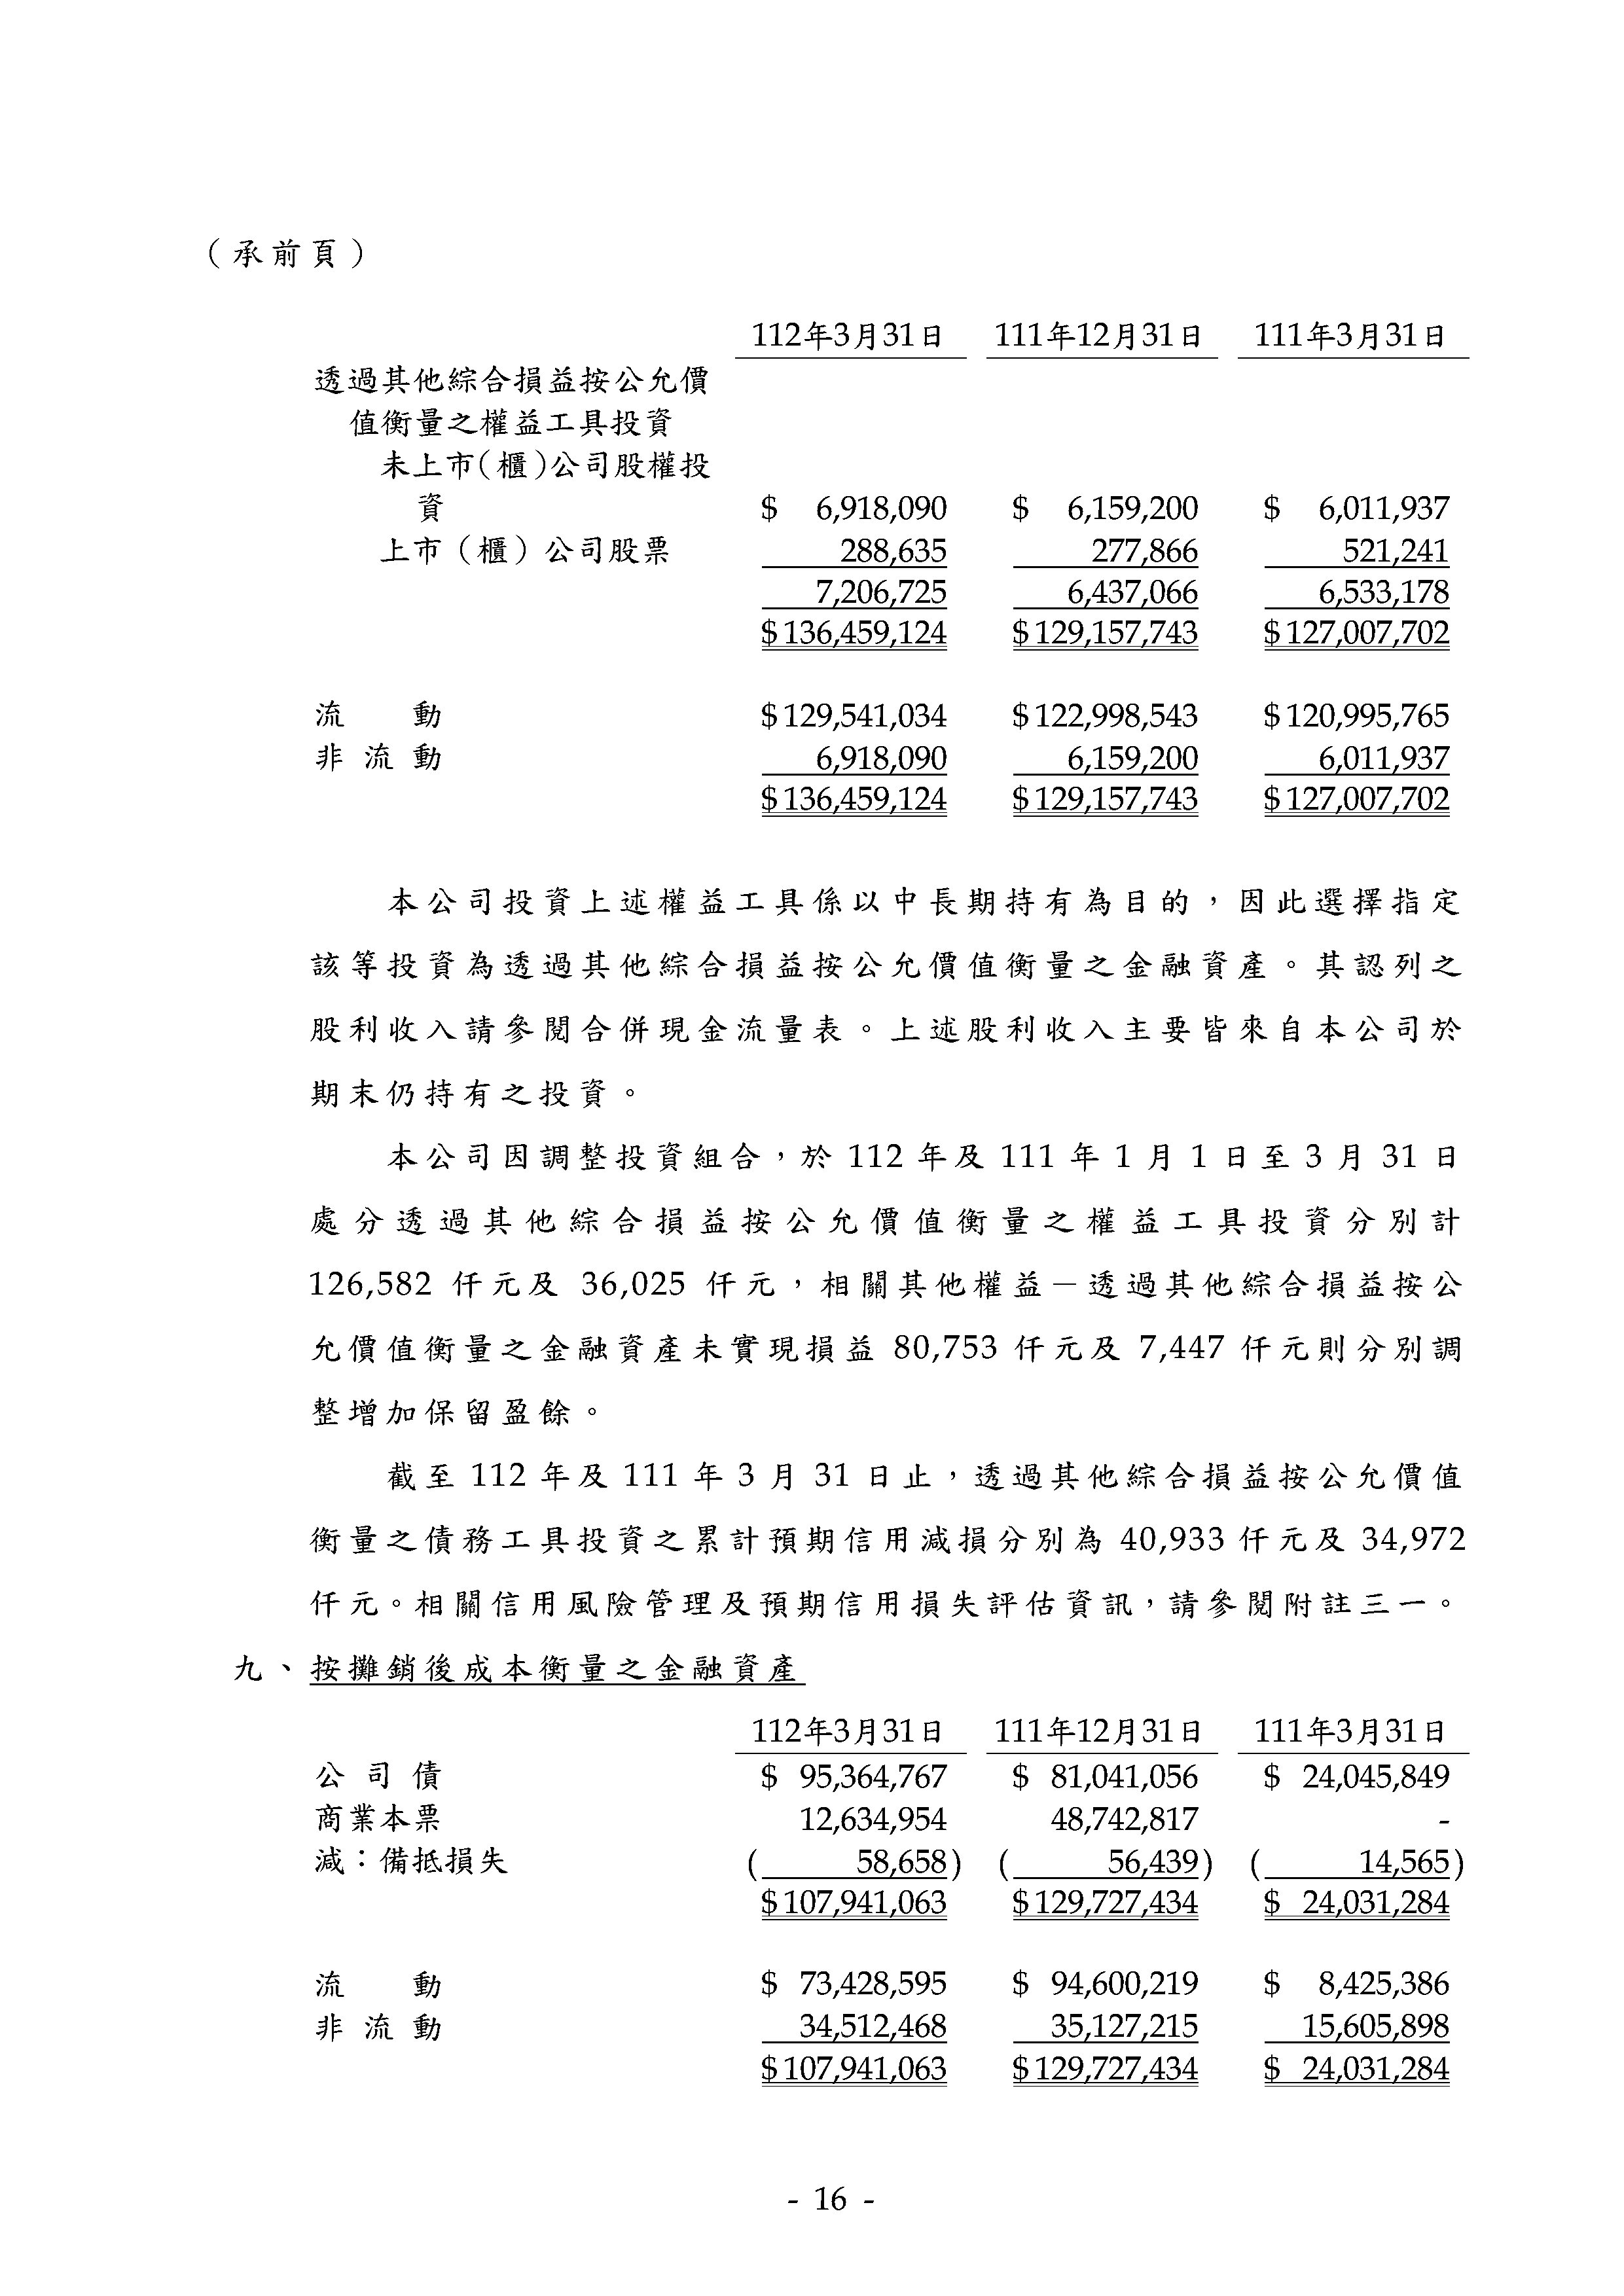 （承前頁）
112年3月31日 111年12月31日 111年3月31日
透過其他綜合損益按公允價
值衡量之權益工具投資
未上市(櫃)公司股權投
資 $ 6,918,090 $ 6,159,200 $ 6,011,937
上市（櫃）公司股票 288,635 277,866 521,241
7,206,725 6,437,066 6,533,178
$136,459,124 $129,157,743 $127,007,702
流 動 $129,541,034 $122,998,543 $120,995,765
非流動 6,918,090 6,159,200 6,011,937
$136,459,124 $129,157,743 $127,007,702
本公司投資上述權益工具係以中長期持有為目的，因此選擇指定
該等投資為透過其他綜合損益按公允價值衡量之金融資產。其認列之
股利收入請參閱合併現金流量表。上述股利收入主要皆來自本公司於
期末仍持有之投資。
本公司因調整投資組合，於 112 年及 111 年 1 月 1 日至 3 月 31 日
處分透過其他綜合損益按公允價值衡量之權益工具投資分別計
126,582 仟元及 36,025 仟元，相關其他權益－透過其他綜合損益按公
允價值衡量之金融資產未實現損益 80,753 仟元及 7,447 仟元則分別調
整增加保留盈餘。
截至 112 年及 111 年 3 月 31 日止，透過其他綜合損益按公允價值
衡量之債務工具投資之累計預期信用減損分別為 40,933 仟元及 34,972
仟元。相關信用風險管理及預期信用損失評估資訊，請參閱附註三一。
九、按攤銷後成本衡量之金融資產
112年3月31日 111年12月31日 111年3月31日
公司債 $ 95,364,767 $ 81,041,056 $ 24,045,849
商業本票 12,634,954 48,742,817 -
減：備抵損失 ( 58,658) ( 56,439) ( 14,565)
$107,941,063 $129,727,434 $ 24,031,284
流 動 $ 73,428,595 $ 94,600,219 $ 8,425,386
非流動 34,512,468 35,127,215 15,605,898
$107,941,063 $129,727,434 $ 24,031,284
- 16 -